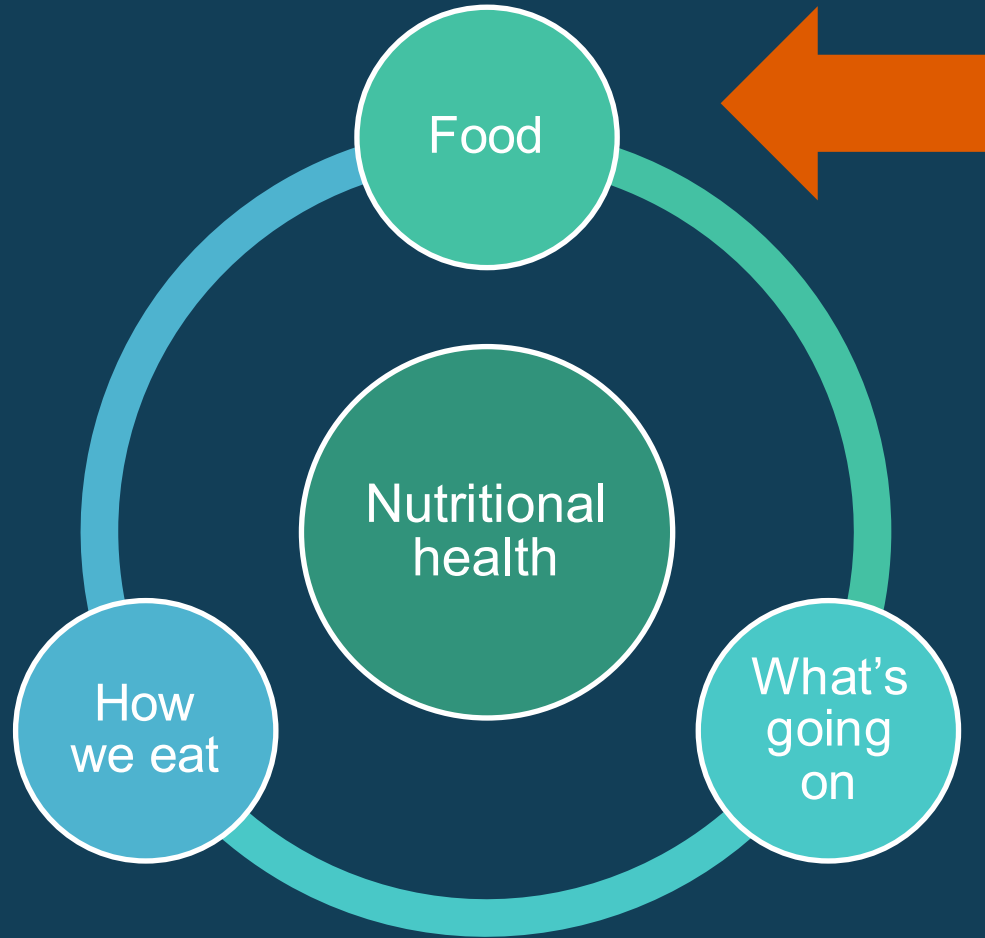 Food
Nutritional
health
How
we eat
What’s
going
on